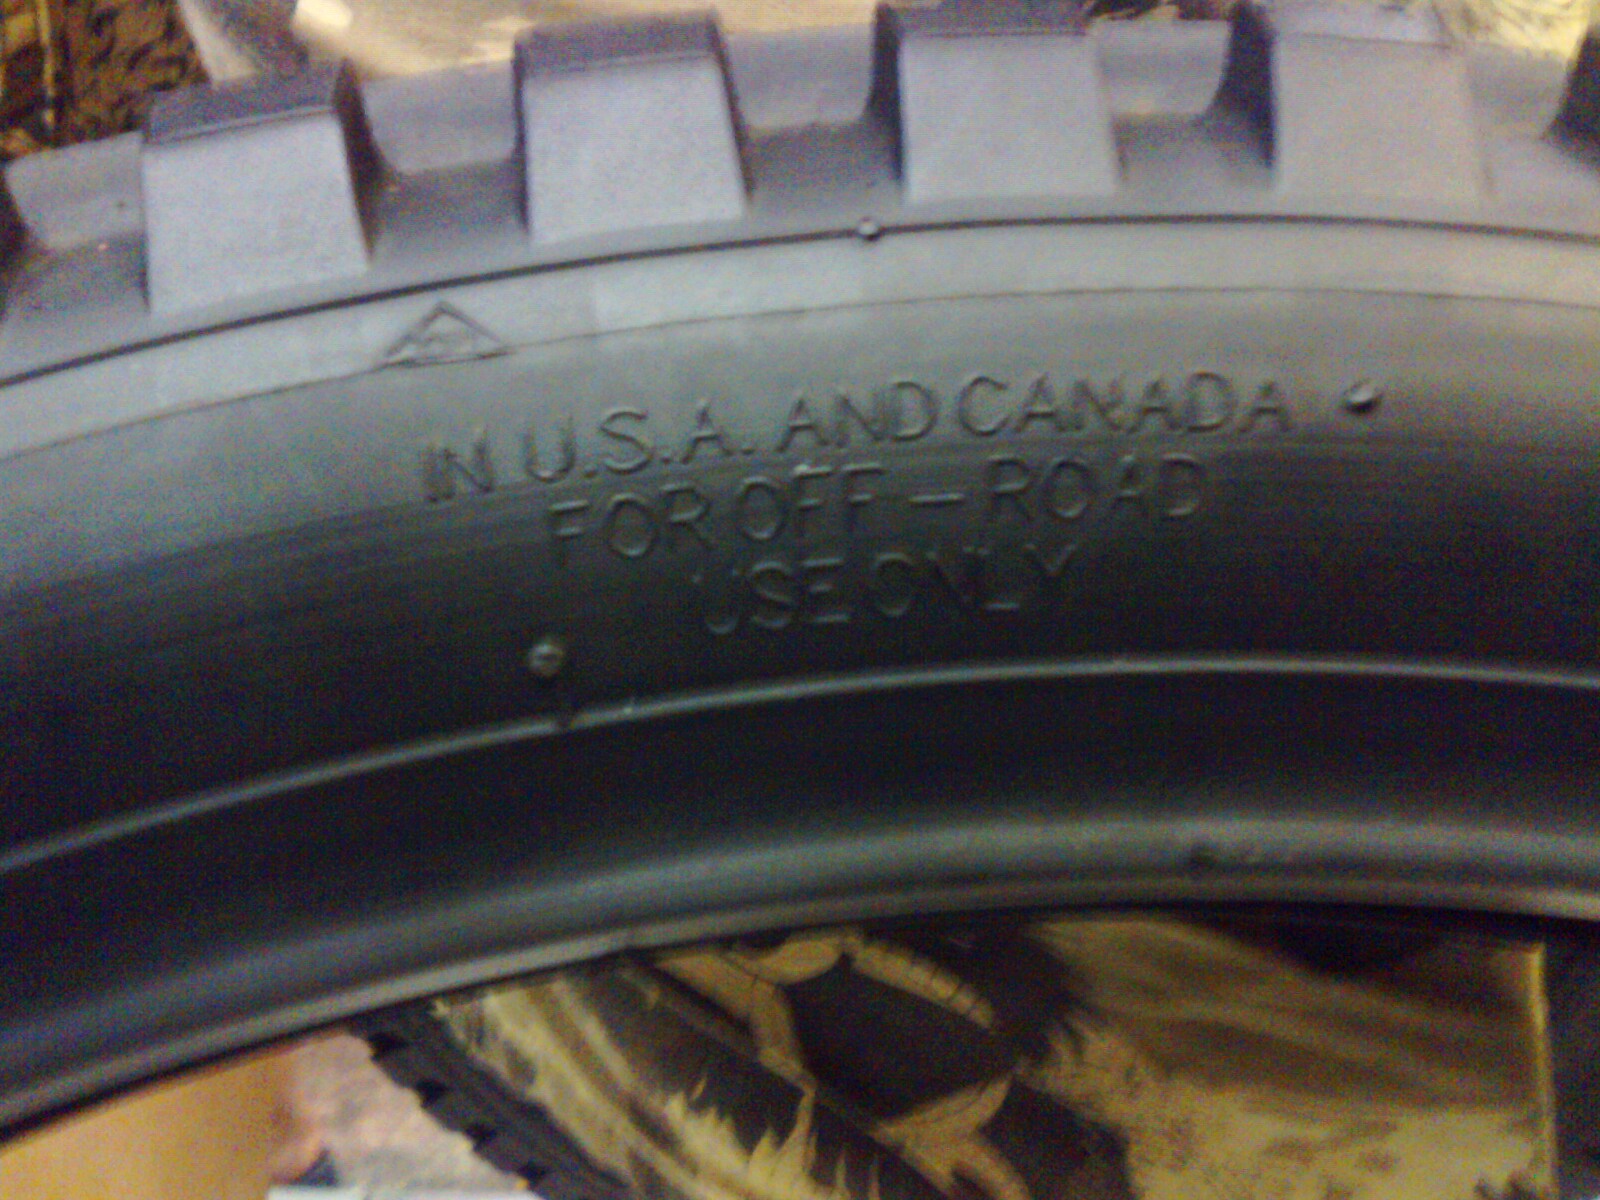 IN U.S.A. AND CANADA
FOR OFF - ROAD
USE ONLY